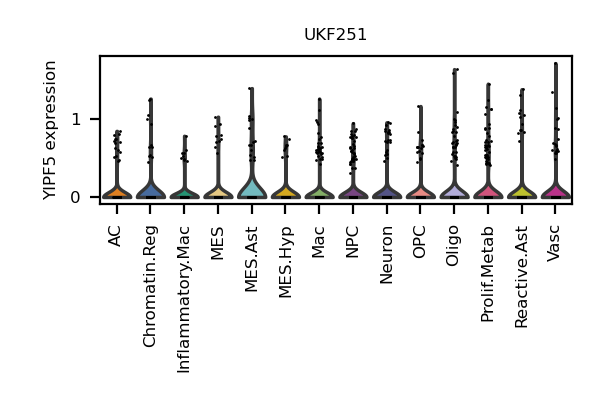 UKF251
YIPF5 expression
1
0
AC
Chromatin.Reg
Inflammatory.Mac
MES
MES.Ast
MES.Hyp
Mac
NPC
Neuron
OPC
Oligo
Prolif.Metab
Reactive.Ast
Vasc